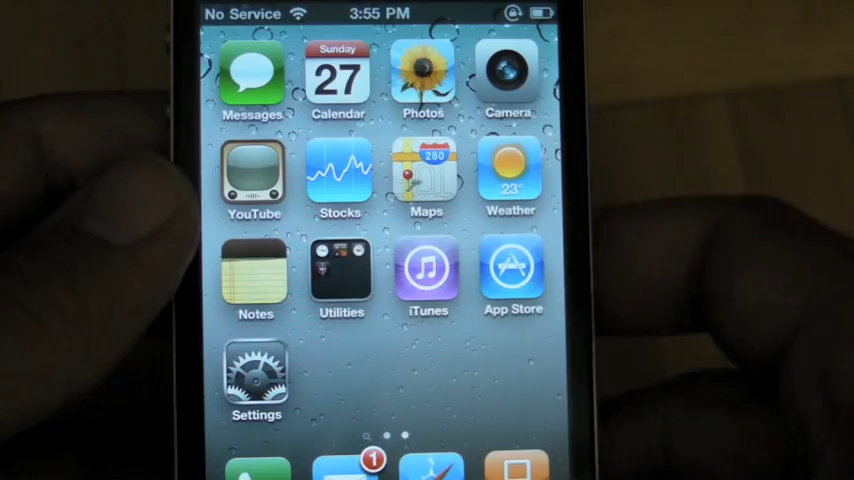 No Service 3:55 PM
Sunday
27
280
23°
Messages Calendar Photos Camera
YouTube Stocks Maps Weather
Notes Utilities iTunes App Store
Settings
1